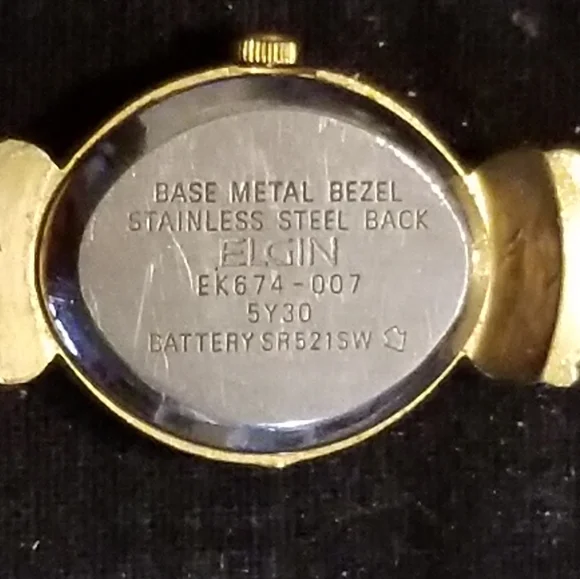 BASE METAL BEZEL
STAINLESS STEEL BACK
ELGIN
EK674-007
5Y30
BATTERY SR521SW